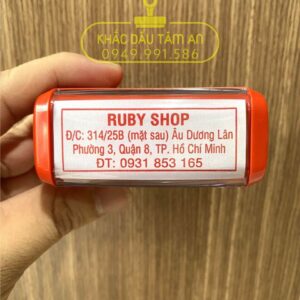 KHẮC DẤU TÂM AN
0949.991.586
RUBY SHOP
Đ/C: 314/25B (mặt sau) Âu Dương Lân
Phường 3, Quận 8, TP. Hồ Chí Minh
ĐT: 0931 853 165